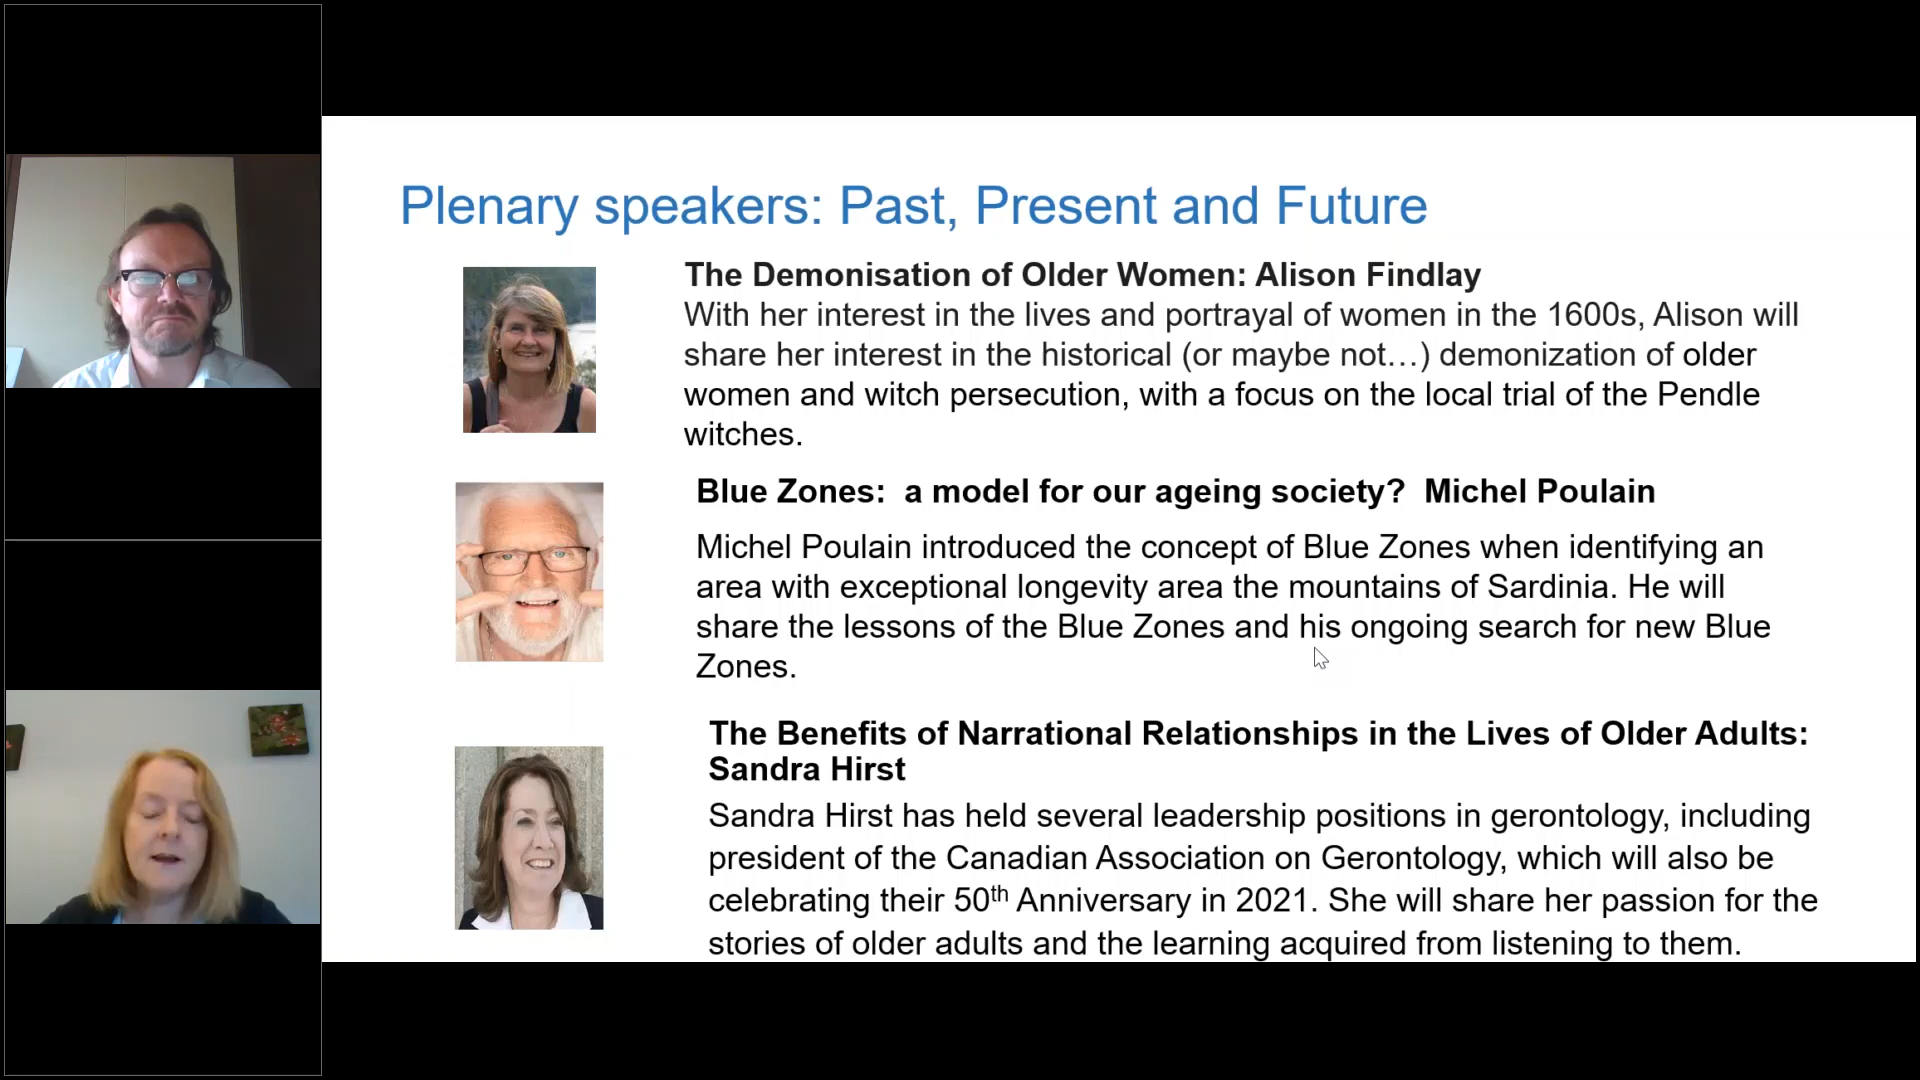 Plenary speakers: Past, Present and Future
The Demonisation of Older Women: Alison Findlay
With her interest in the lives and portrayal of women in the 1600s, Alison will
share her interest in the historical (or maybe not…) demonization of older
women and witch persecution, with a focus on the local trial of the Pendle
witches.
Blue Zones:  a model for our ageing society?  Michel Poulain
Michel Poulain introduced the concept of Blue Zones when identifying an
area with exceptional longevity area the mountains of Sardinia. He will
share the lessons of the Blue Zones and his ongoing search for new Blue
Zones.
The Benefits of Narrational Relationships in the Lives of Older Adults:
Sandra Hirst
Sandra Hirst has held several leadership positions in gerontology, including
president of the Canadian Association on Gerontology, which will also be
celebrating their 50th Anniversary in 2021. She will share her passion for the
stories of older adults and the learning acquired from listening to them.